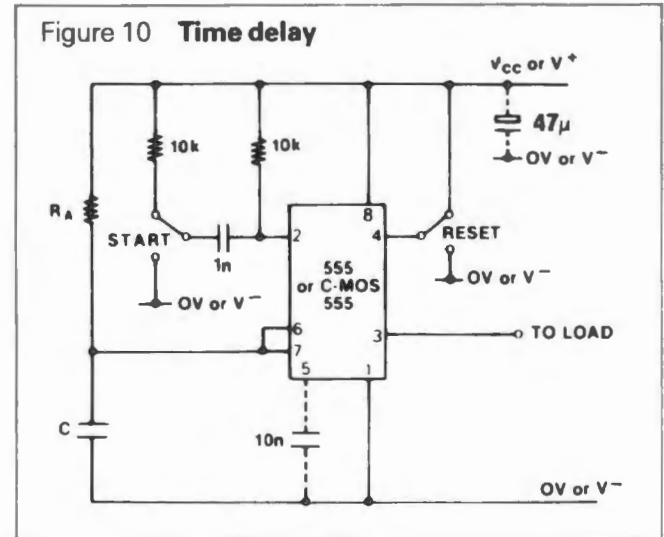 Figure 10 Time delay
Vcc or V+
47µ
0V or V−
10k
10k
RA
START
1n
0V or V−
2
8
4
RESET
0V or V−
555
or C-MOS
555
6
7
3
TO LOAD
5
1
C
10n
0V or V−